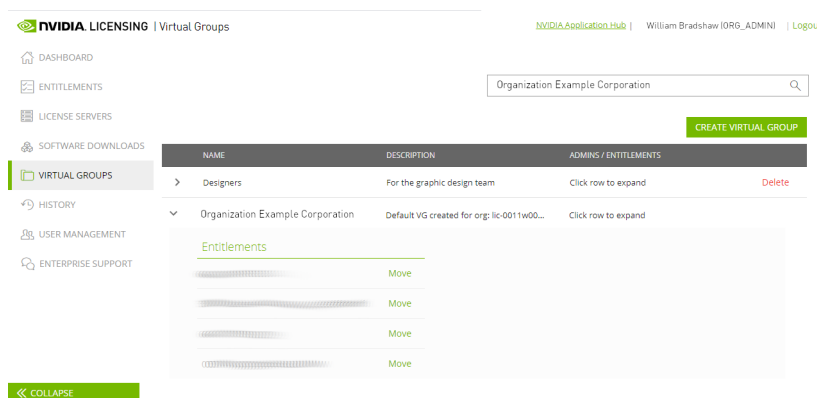 NVIDIA. LICENSING | Virtual Groups
NVIDIA Application Hub | William Bradshaw (ORG_ADMIN) | Logou
DASHBOARD
ENTITLEMENTS
LICENSE SERVERS
SOFTWARE DOWNLOADS
VIRTUAL GROUPS
HISTORY
USER MANAGEMENT
ENTERPRISE SUPPORT
COLLAPSE
Organization Example Corporation
CREATE VIRTUAL GROUP
NAME DESCRIPTION ADMINS / ENTITLEMENTS
Designers For the graphic design team Click row to expand Delete
Organization Example Corporation Default VG created for org: lic-0011w00... Click row to expand
Entitlements
Move
Move
Move
Move